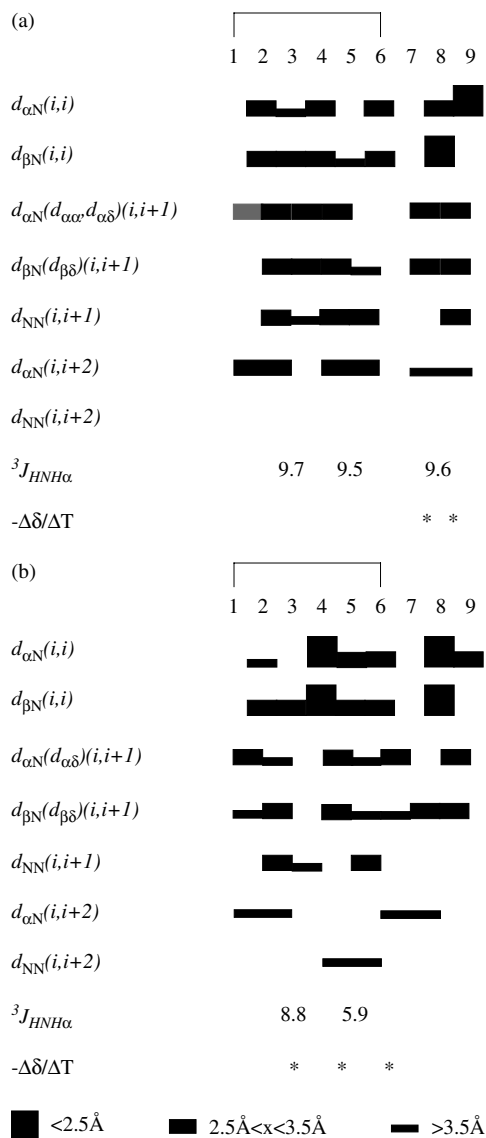 (a)
1 2 3 4 5 6 7 8 9
dαN(i,i)
dβN(i,i)
dαN(dαα,dαδ)(i,i+1)
dβN(dβδ)(i,i+1)
dNN(i,i+1)
dαN(i,i+2)
dNN(i,i+2)
³JHNHα 9.7 9.5 9.6
-Δδ/ΔT * *
(b)
1 2 3 4 5 6 7 8 9
dαN(i,i)
dβN(i,i)
dαN(dαδ)(i,i+1)
dβN(dβδ)(i,i+1)
dNN(i,i+1)
dαN(i,i+2)
dNN(i,i+2)
³JHNHα 8.8 5.9
-Δδ/ΔT * * *
<2.5Å 2.5Å<x<3.5Å >3.5Å